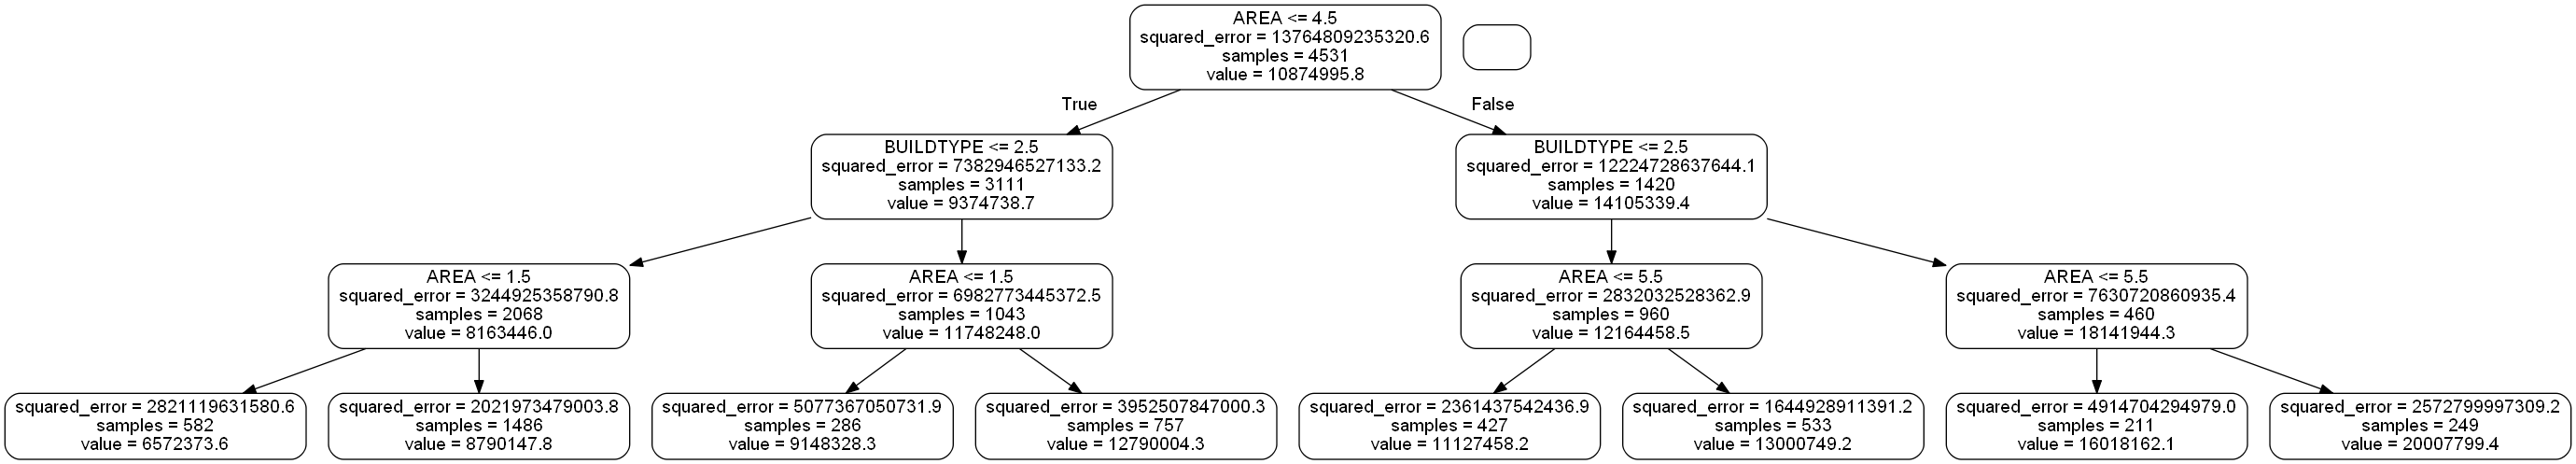 AREA <= 4.5
squared_error = 13764809235320.6
samples = 4531
value = 10874995.8
True
False
BUILDTYPE <= 2.5
squared_error = 7382946527133.2
samples = 3111
value = 9374738.7
BUILDTYPE <= 2.5
squared_error = 12224728637644.1
samples = 1420
value = 14105339.4
AREA <= 1.5
squared_error = 3244925358790.8
samples = 2068
value = 8163446.0
AREA <= 1.5
squared_error = 6982773445372.5
samples = 1043
value = 11748248.0
AREA <= 5.5
squared_error = 2832032528362.9
samples = 960
value = 12164458.5
AREA <= 5.5
squared_error = 7630720860935.4
samples = 460
value = 18141944.3
squared_error = 2821119631580.6
samples = 582
value = 6572373.6
squared_error = 2021973479003.8
samples = 1486
value = 8790147.8
squared_error = 5077367050731.9
samples = 286
value = 9148328.3
squared_error = 3952507847000.3
samples = 757
value = 12790004.3
squared_error = 2361437542436.9
samples = 427
value = 11127458.2
squared_error = 1644928911391.2
samples = 533
value = 13000749.2
squared_error = 4914704294979.0
samples = 211
value = 16018162.1
squared_error = 2572799997309.2
samples = 249
value = 20007799.4